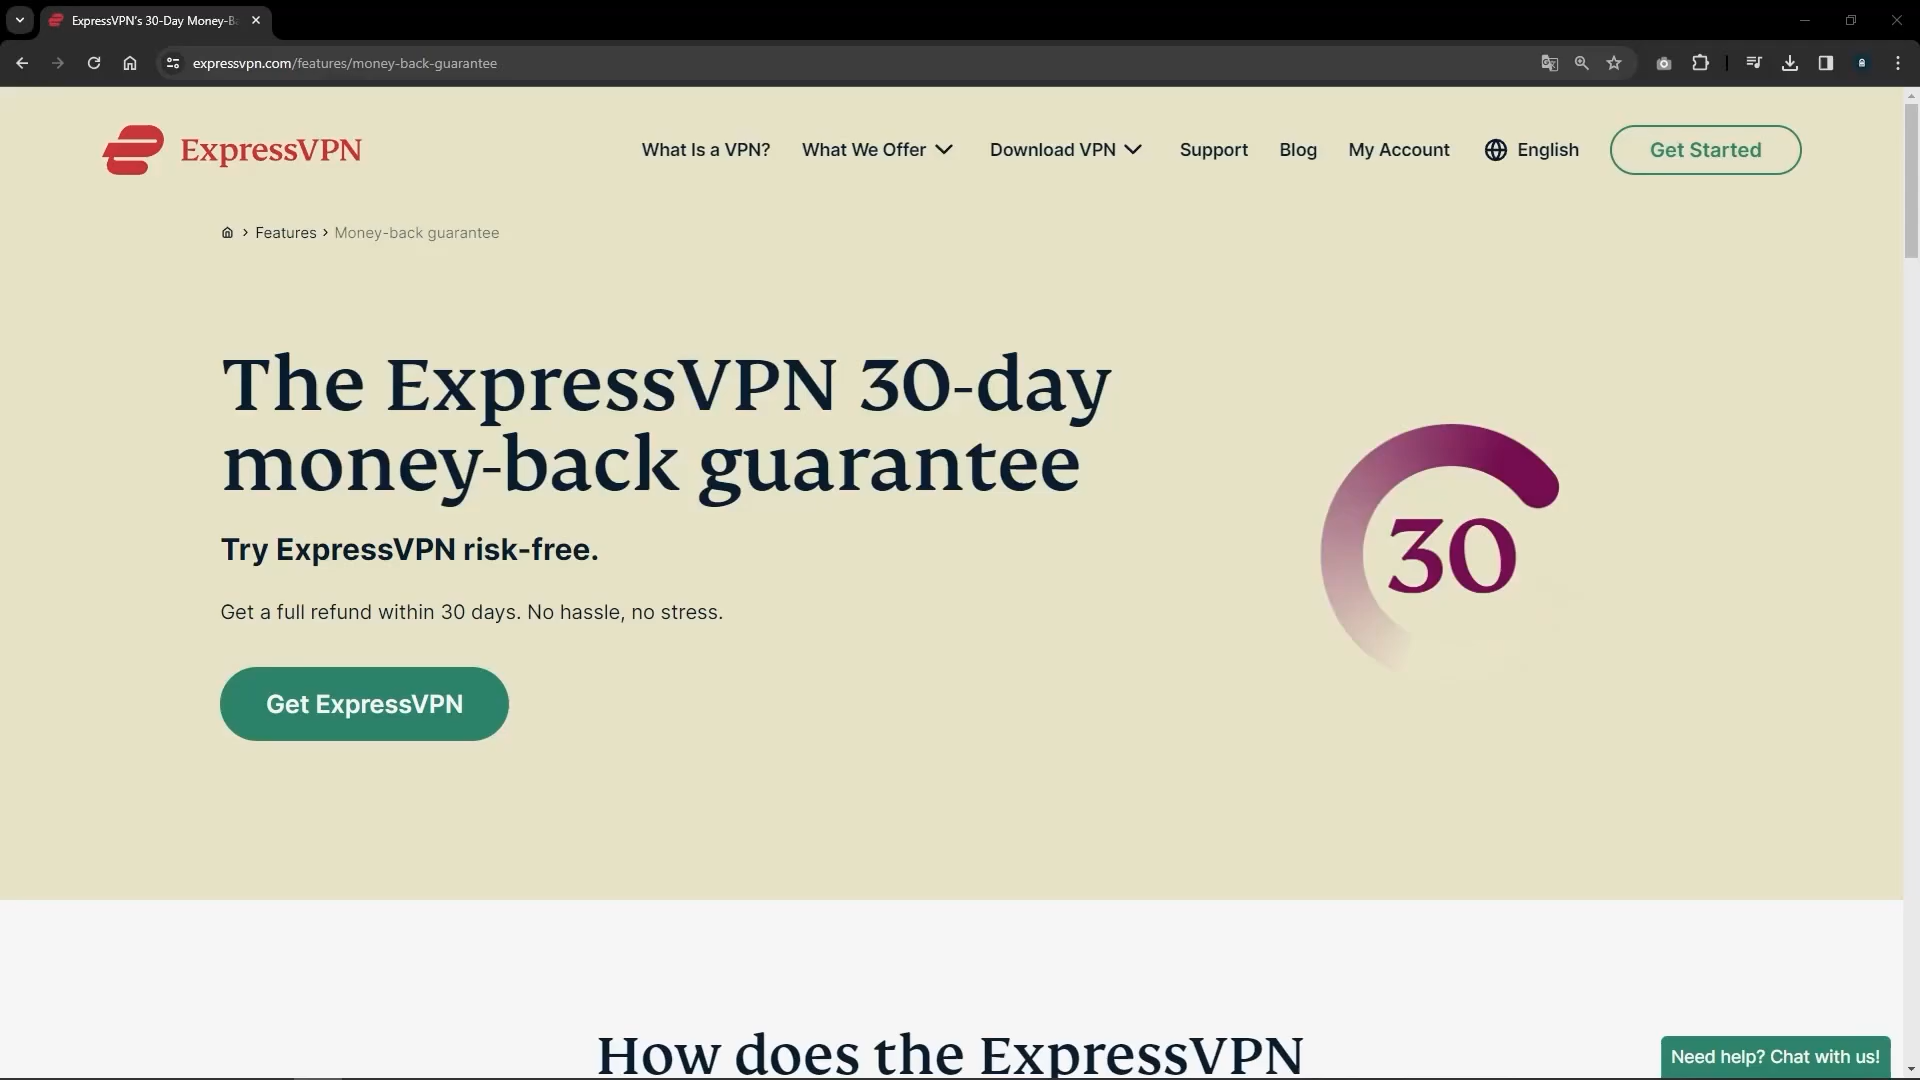 ExpressVPN's 30-Day Money-B
expressvpn.com/features/money-back-guarantee
ExpressVPN
What Is a VPN?
What We Offer
Download VPN
Support
Blog
My Account
English
Get Started
Features
Money-back guarantee
The ExpressVPN 30-day
money-back guarantee
Try ExpressVPN risk-free.
Get a full refund within 30 days. No hassle, no stress.
Get ExpressVPN
30
How does the ExpressVPN
Need help? Chat with us!